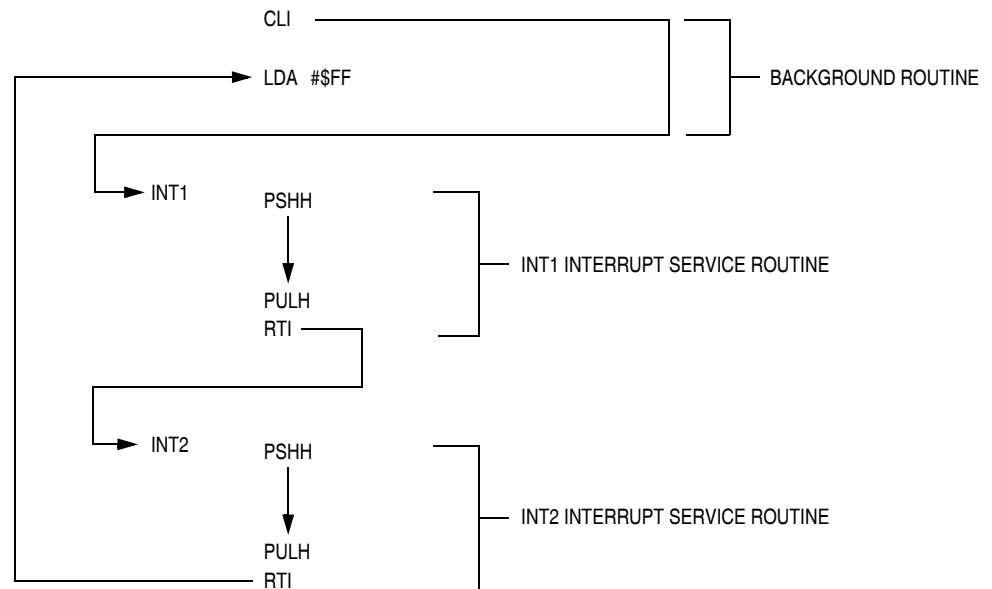 CLI
LDA #$FF
BACKGROUND ROUTINE
INT1
PSHH
INT1 INTERRUPT SERVICE ROUTINE
PULH
RTI
INT2
PSHH
INT2 INTERRUPT SERVICE ROUTINE
PULH
RTI